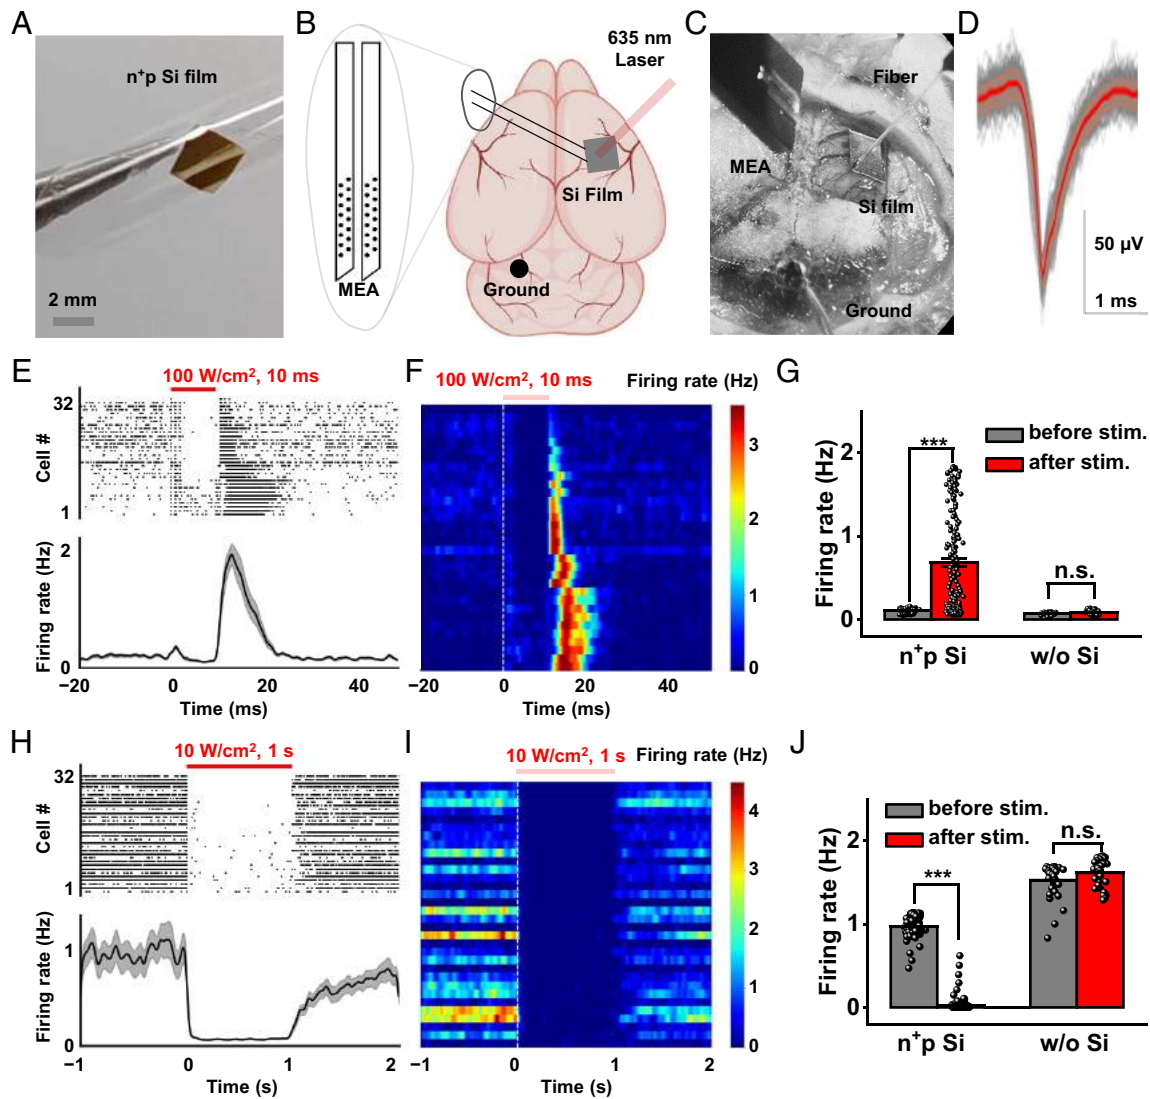 A
n⁺p Si film
2 mm
B
635 nm
Laser
Si Film
MEA
Ground
C
Fiber
MEA
Si film
Ground
D
50 µV
1 ms
E
100 W/cm², 10 ms
32
Cell #
1
2
Firing rate (Hz)
0
−20 0 20 40
Time (ms)
F
100 W/cm², 10 ms
Firing rate (Hz)
3
2
1
0
−20 0 20 40
Time (ms)
G
before stim.
after stim.
2
1
0
Firing rate (Hz)
***
n.s.
n⁺p Si w/o Si
H
10 W/cm², 1 s
32
Cell #
1
1
Firing rate (Hz)
0
−1 0 1 2
Time (s)
I
10 W/cm², 1 s
Firing rate (Hz)
4
3
2
1
0
−1 0 1 2
Time (s)
J
before stim.
after stim.
2
1
0
Firing rate (Hz)
***
n.s.
n⁺p Si w/o Si